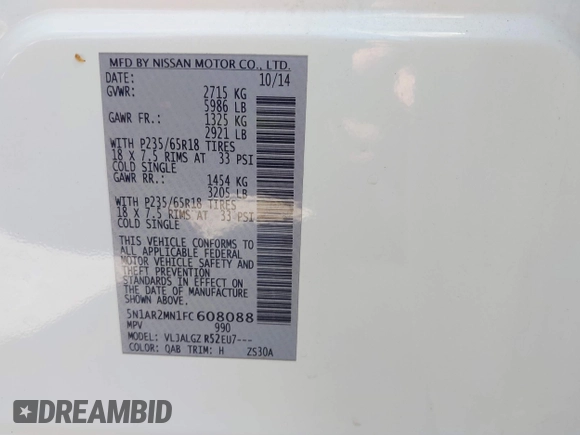 MFD BY NISSAN MOTOR CO., LTD.
DATE: 10/14
GVWR: 2715 KG
5986 LB
GAWR FR.: 1325 KG
2921 LB
WITH P235/65R18 TIRES
18 X 7.5 RIMS AT 33 PSI
COLD SINGLE
GAWR RR.: 1454 KG
3205 LB
WITH P235/65R18 TIRES
18 X 7.5 RIMS AT 33 PSI
COLD SINGLE
THIS VEHICLE CONFORMS TO
ALL APPLICABLE FEDERAL
MOTOR VEHICLE SAFETY AND
THEFT PREVENTION
STANDARDS IN EFFECT ON
THE DATE OF MANUFACTURE
SHOWN ABOVE.
5N1AR2MN1FC608088
MPV 990
MODEL: VL3ALGZ R52EU7---
COLOR: QAB TRIM: H ZS30A
DREAMBID